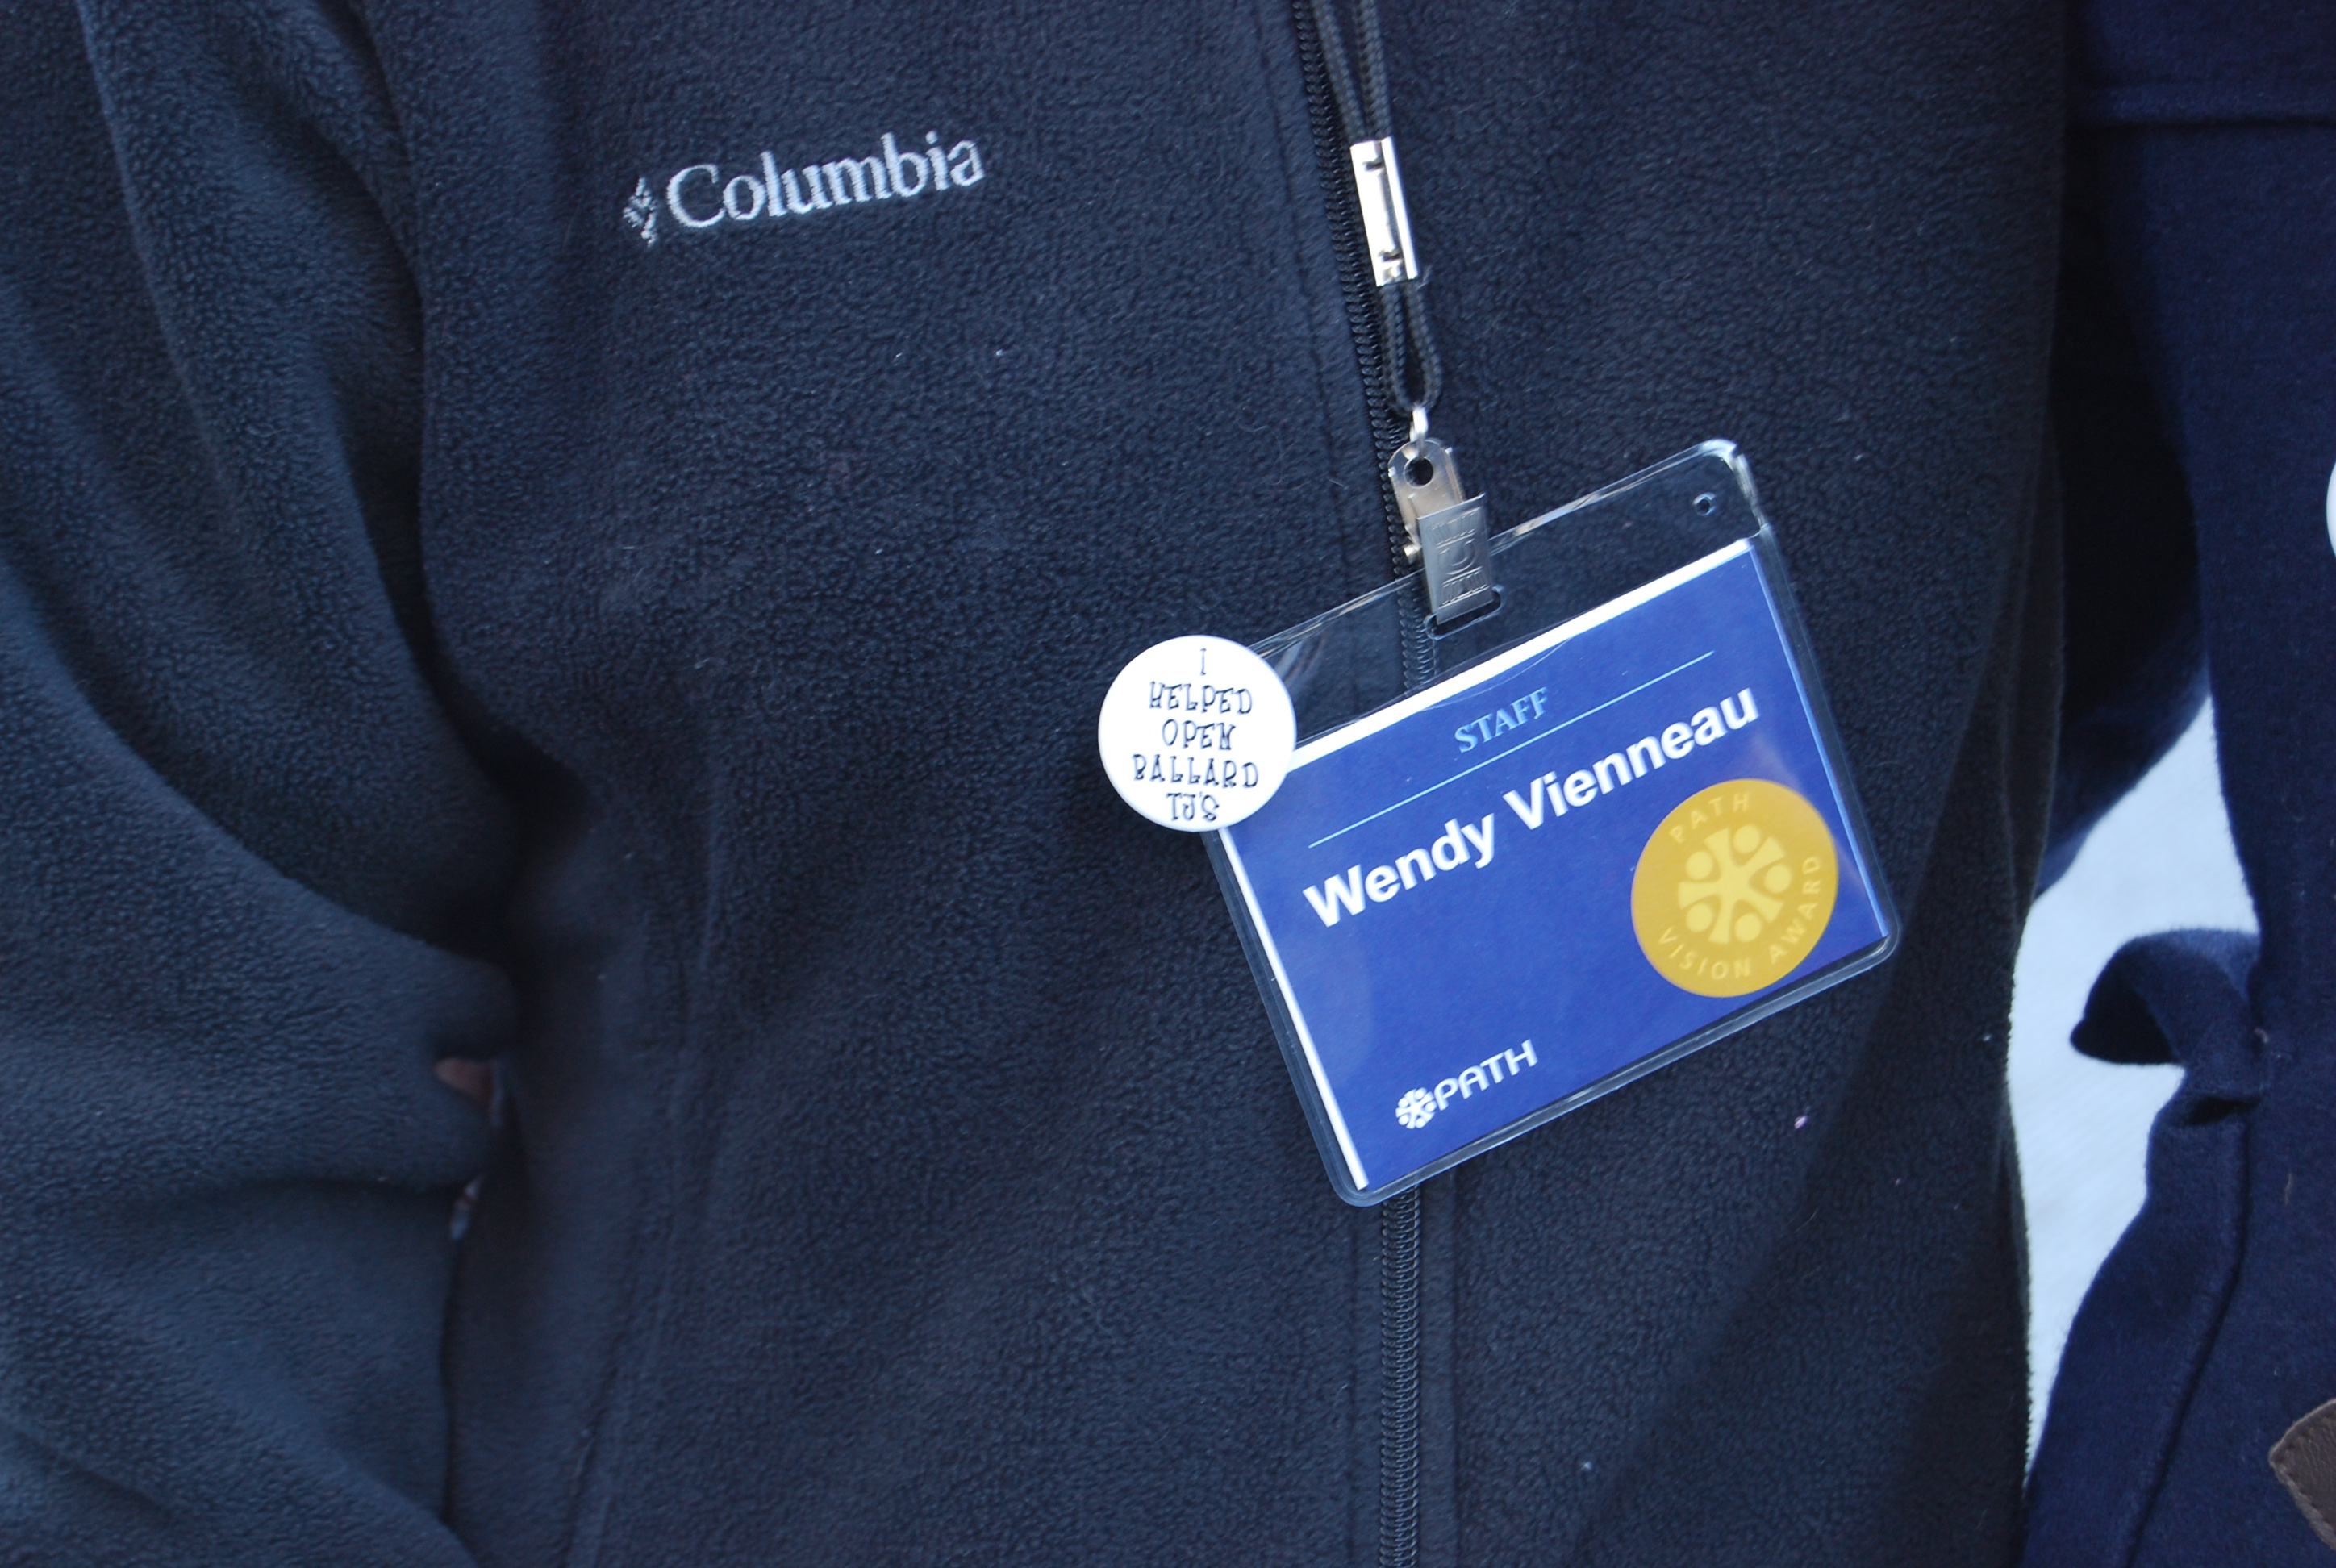 Columbia
I
HELPED
OPEN
BALLARD
TJ'S
STAFF
Wendy Vienneau
PATH
VISION AWARD
PATH